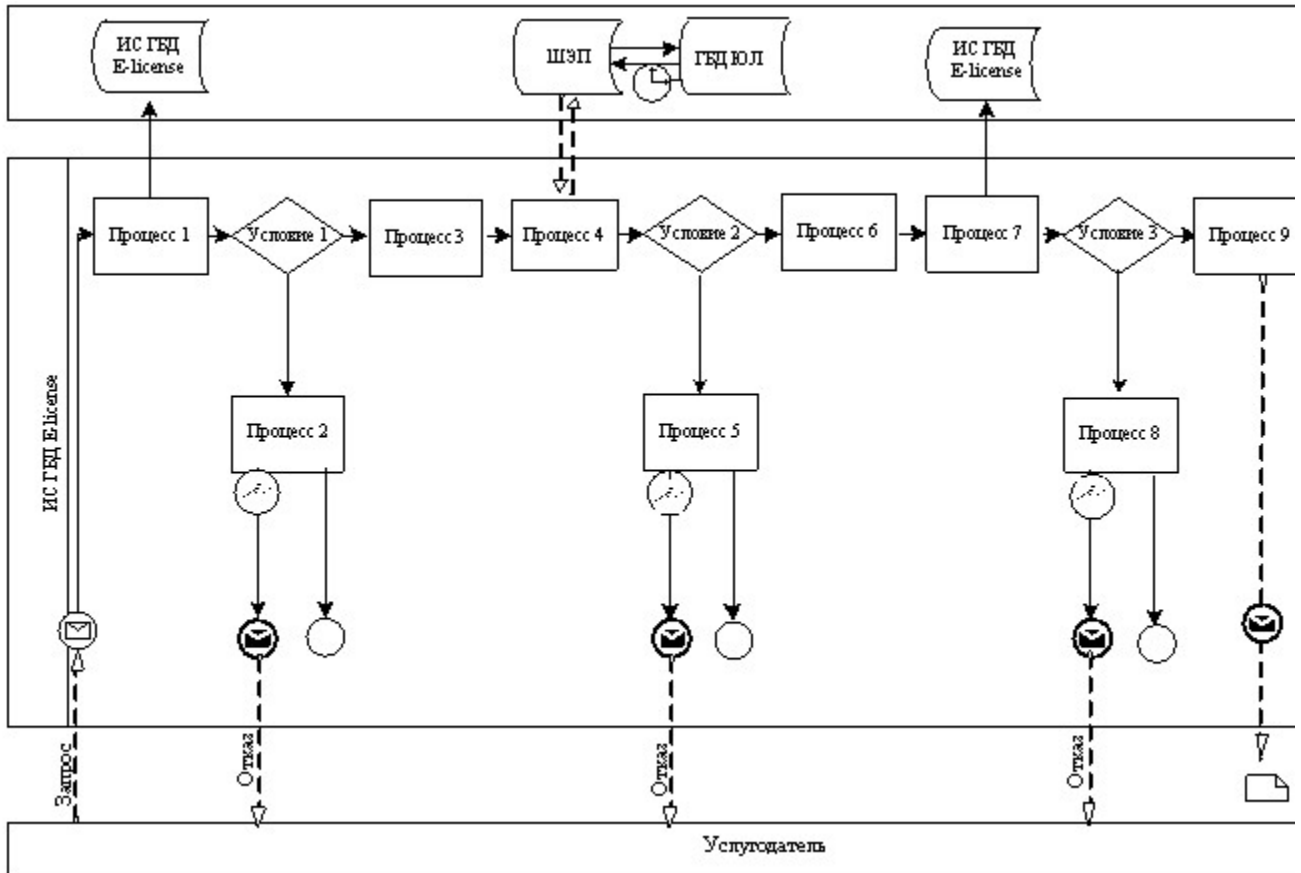 ИС ГБД
E-license
ШЭП
ГБД ЮЛ
ИС ГБД
E-license
Процесс 1
Условие 1
Процесс 3
Процесс 4
Условие 2
Процесс 6
Процесс 7
Условие 3
Процесс 9
Процесс 2
Процесс 5
Процесс 8
ИС ГБД E-license
Запрос
Отказ
Отказ
Отказ
Услугодатель